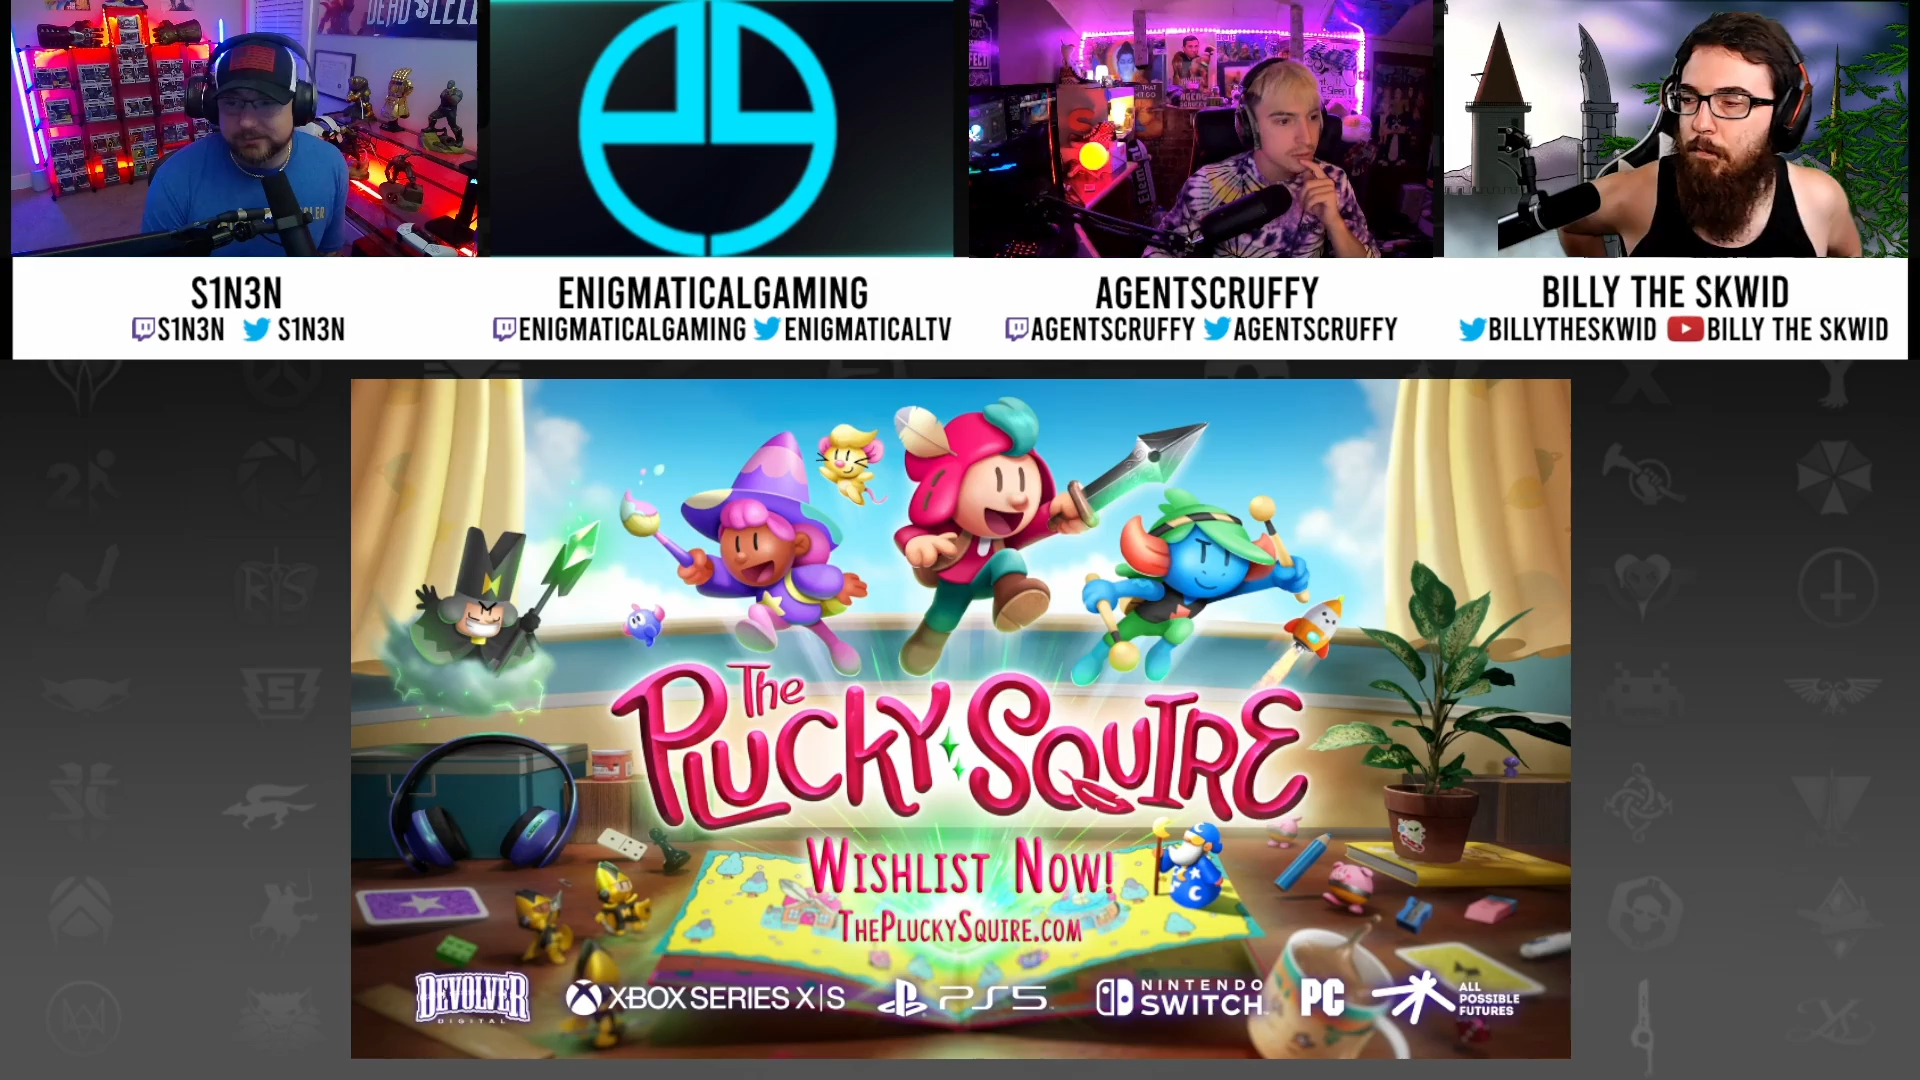 S1N3N
S1N3N S1N3N
ENIGMATICALGAMING
ENIGMATICALGAMING ENIGMATICALTV
AGENTSCRUFFY
AGENTSCRUFFY AGENTSCRUFFY
BILLY THE SKWID
BILLYTHESKWID BILLY THE SKWID
THE
PLUCKY SQUIRE
WISHLIST NOW!
THEPLUCKYSQUIRE.COM
DEVOLVER
DIGITAL
XBOX SERIES X|S
PS5
NINTENDO
SWITCH
PC
ALL
POSSIBLE
FUTURES